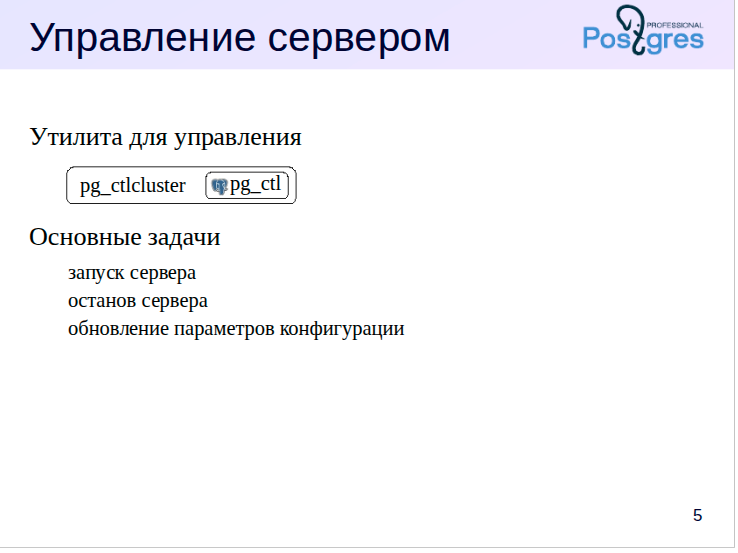 Управление сервером
PROFESSIONAL
Postgres
Утилита для управления
pg_ctlcluster pg_ctl
Основные задачи
запуск сервера
останов сервера
обновление параметров конфигурации
5